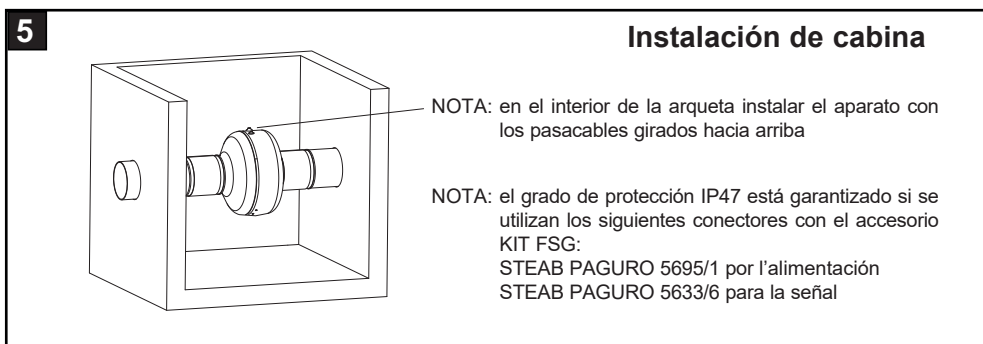 5
Instalación de cabina
NOTA: en el interior de la arqueta instalar el aparato con
los pasacables girados hacia arriba
NOTA: el grado de protección IP47 está garantizado si se
utilizan los siguientes conectores con el accesorio
KIT FSG:
STEAB PAGURO 5695/1 por l’alimentación
STEAB PAGURO 5633/6 para la señal